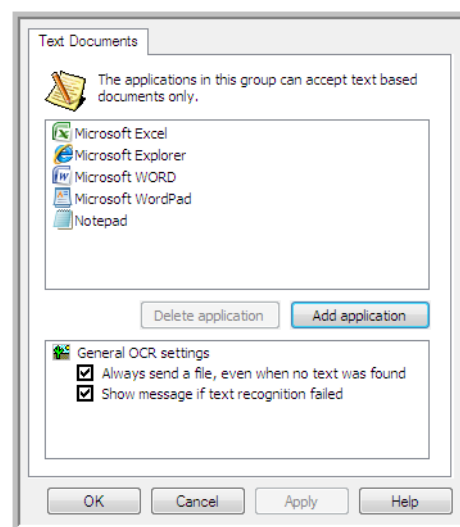 Text Documents
The applications in this group can accept text based
documents only.
Microsoft Excel
Microsoft Explorer
Microsoft WORD
Microsoft WordPad
Notepad
Delete application
Add application
General OCR settings
Always send a file, even when no text was found
Show message if text recognition failed
OK
Cancel
Apply
Help